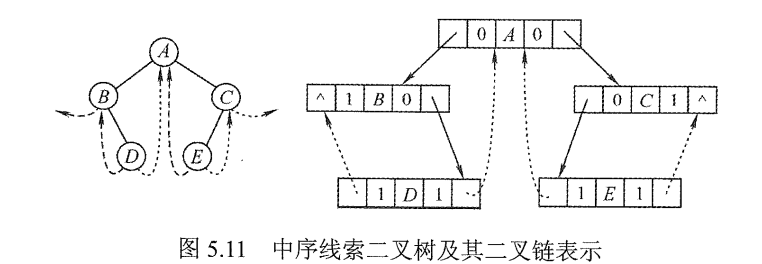 A
B
C
D
E
0 A 0
^ 1 B 0
0 C 1 ^
1 D 1
1 E 1
图 5.11 中序线索二叉树及其二叉链表示